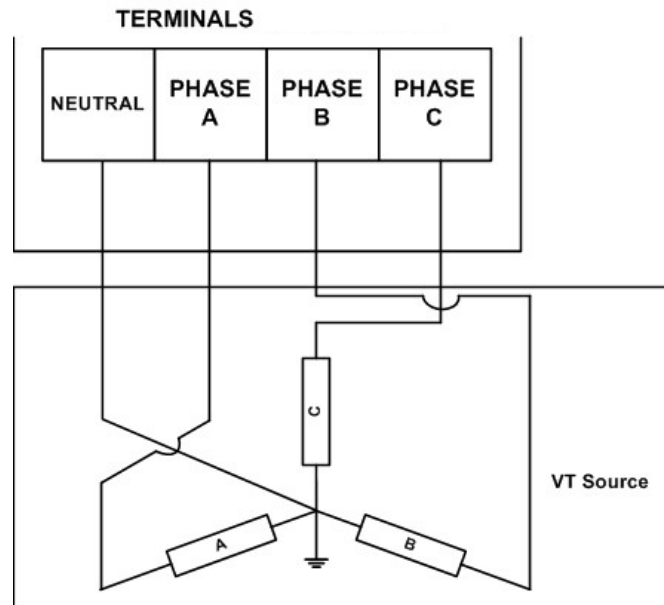 TERMINALS
NEUTRAL
PHASE
A
PHASE
B
PHASE
C
C
VT Source
A
B